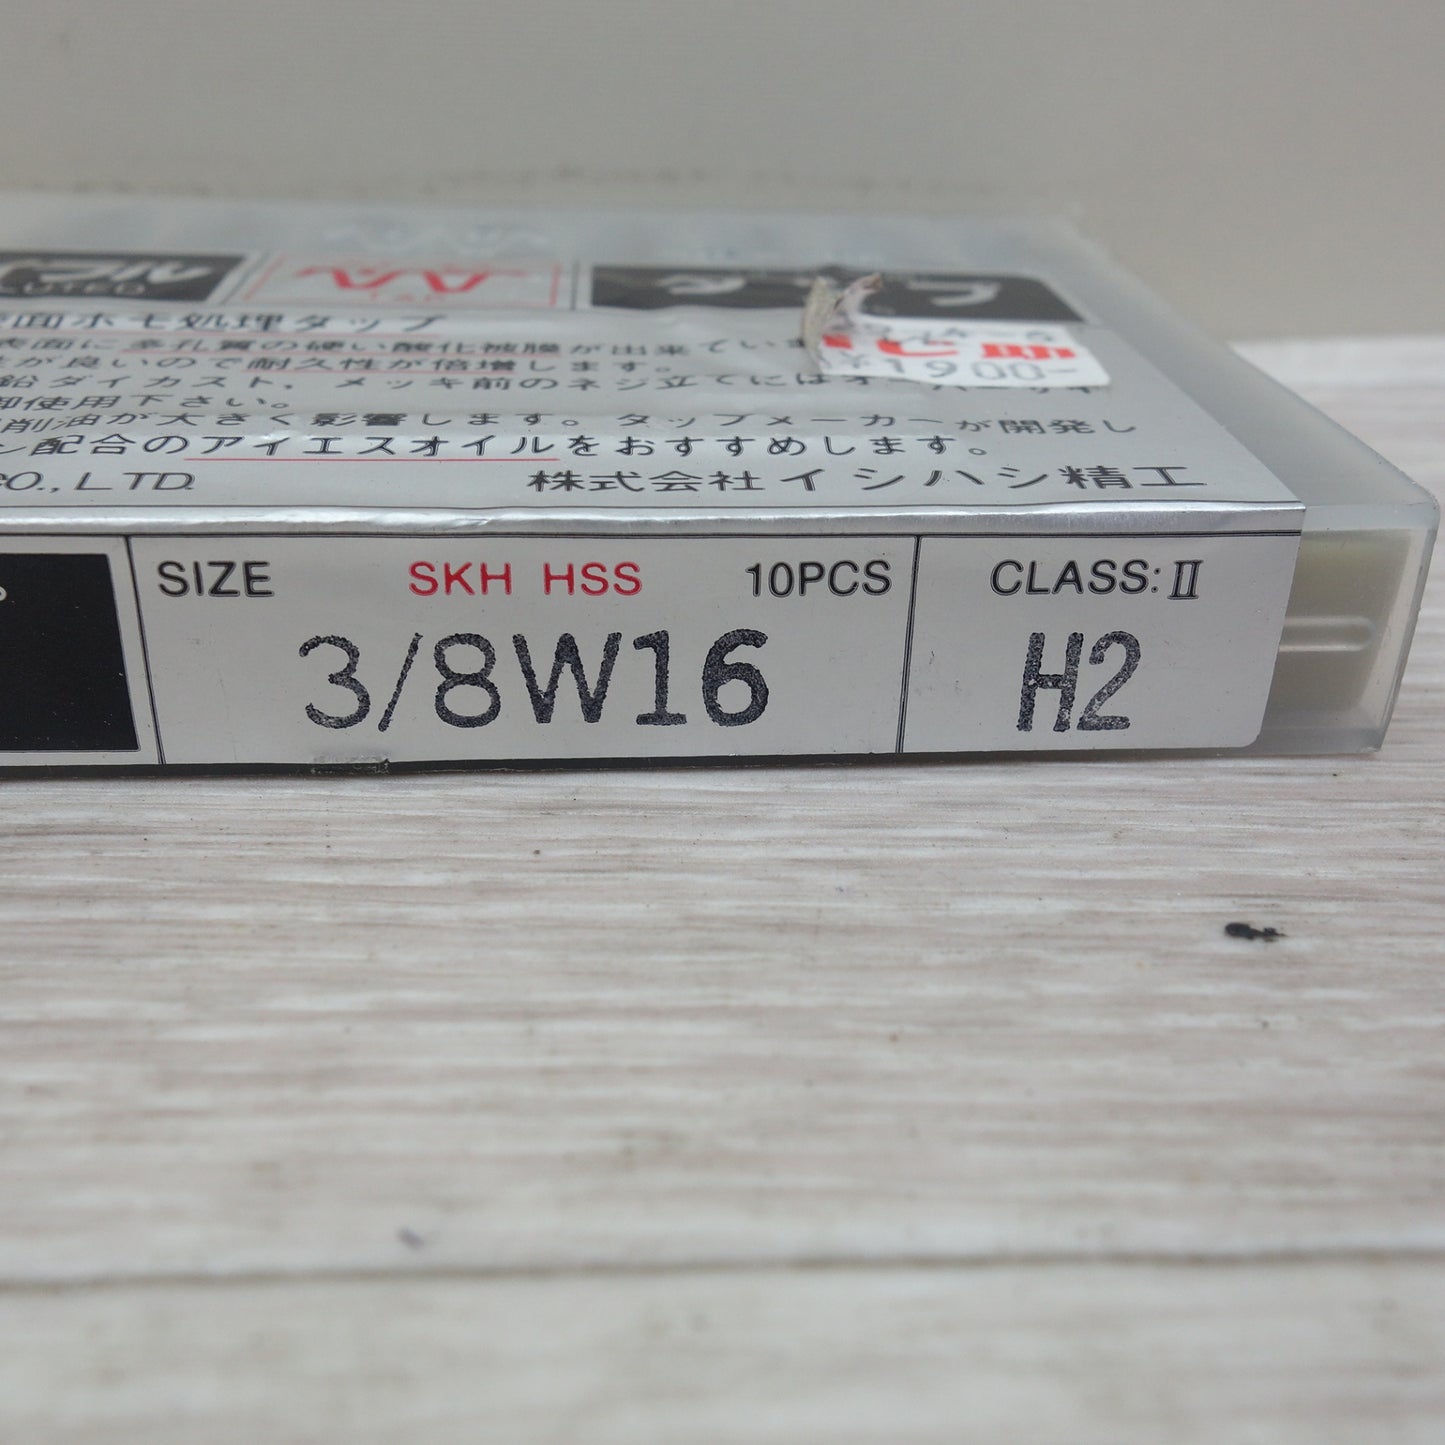 LUTED
TAP
面ホモ処理タップ
表面に多孔質の硬い酸化被膜が出来てい
が良いので耐久性が倍増します。
鉛ダイカスト、メッキ前のネジ立てには
御使用下さい。
削油が大きく影響します。タップメーカーが開発し
ン配合のアイエスオイルをおすすめします。
CO.,LTD.
株式会社イシハシ精工
¥1900-
SIZE SKH HSS 10PCS CLASS:II
3/8W16 H2